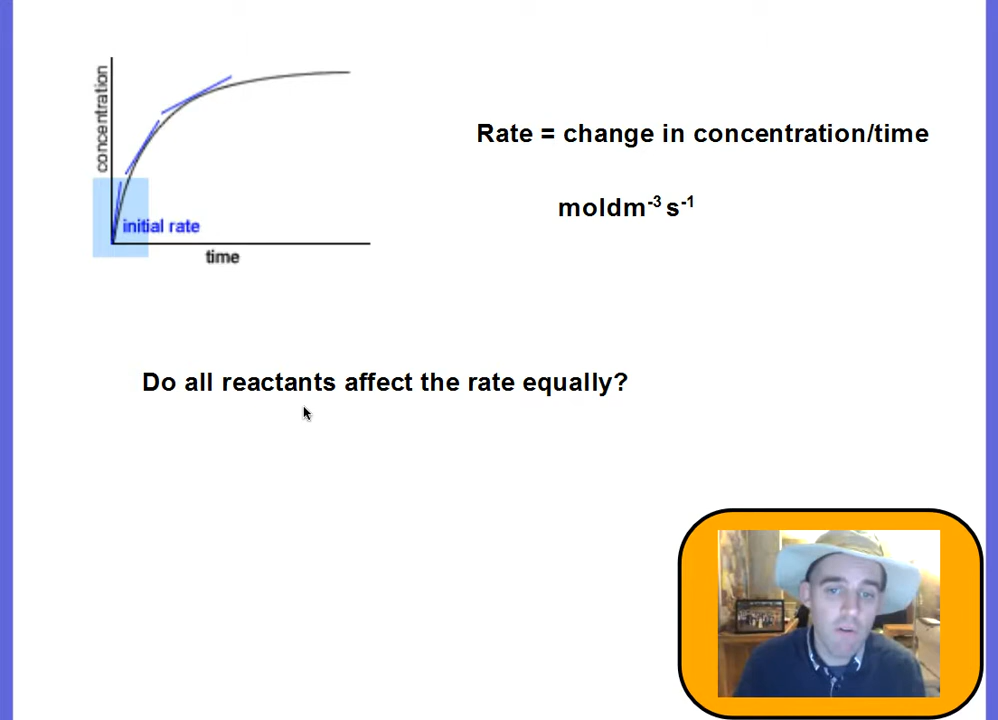 concentration
Rate = change in concentration/time
moldm⁻³ s⁻¹
initial rate
time
Do all reactants affect the rate equally?